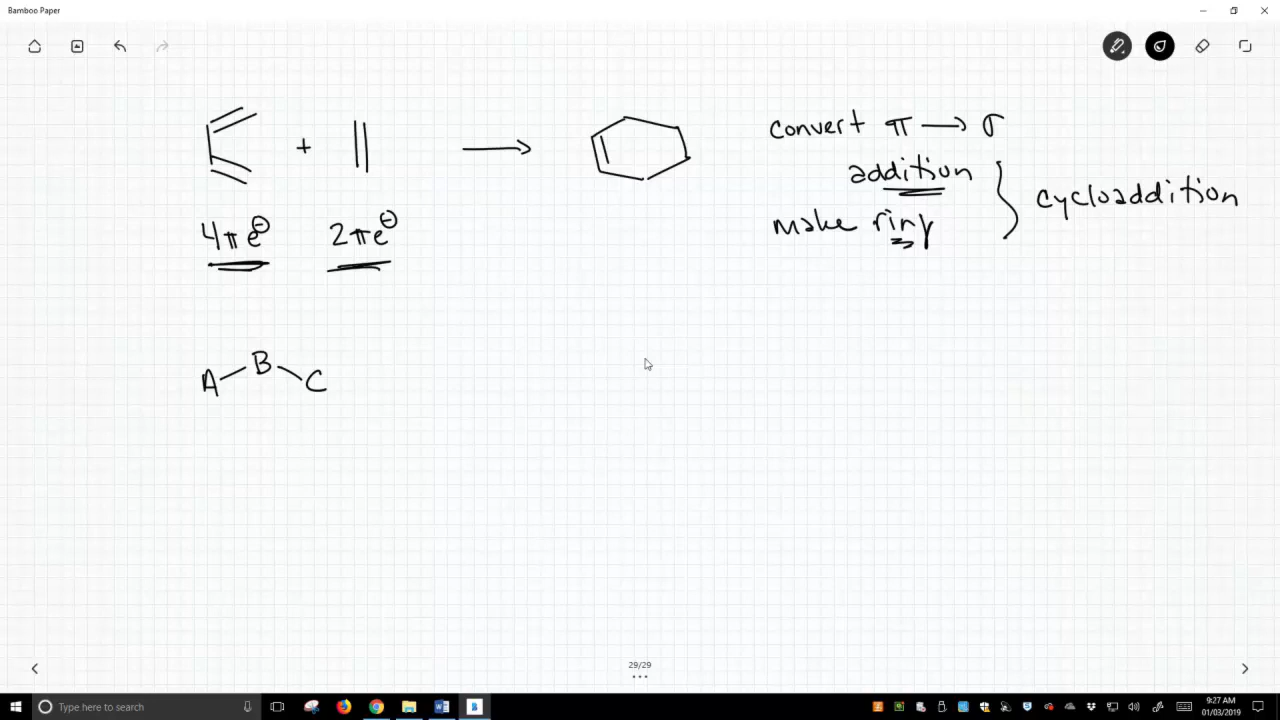 Bamboo Paper
+
convert π → σ
addition
make ring
cycloaddition
4πe⊖
2πe⊖
A B C
29/29
Type here to search
9:27 AM
01/03/2019